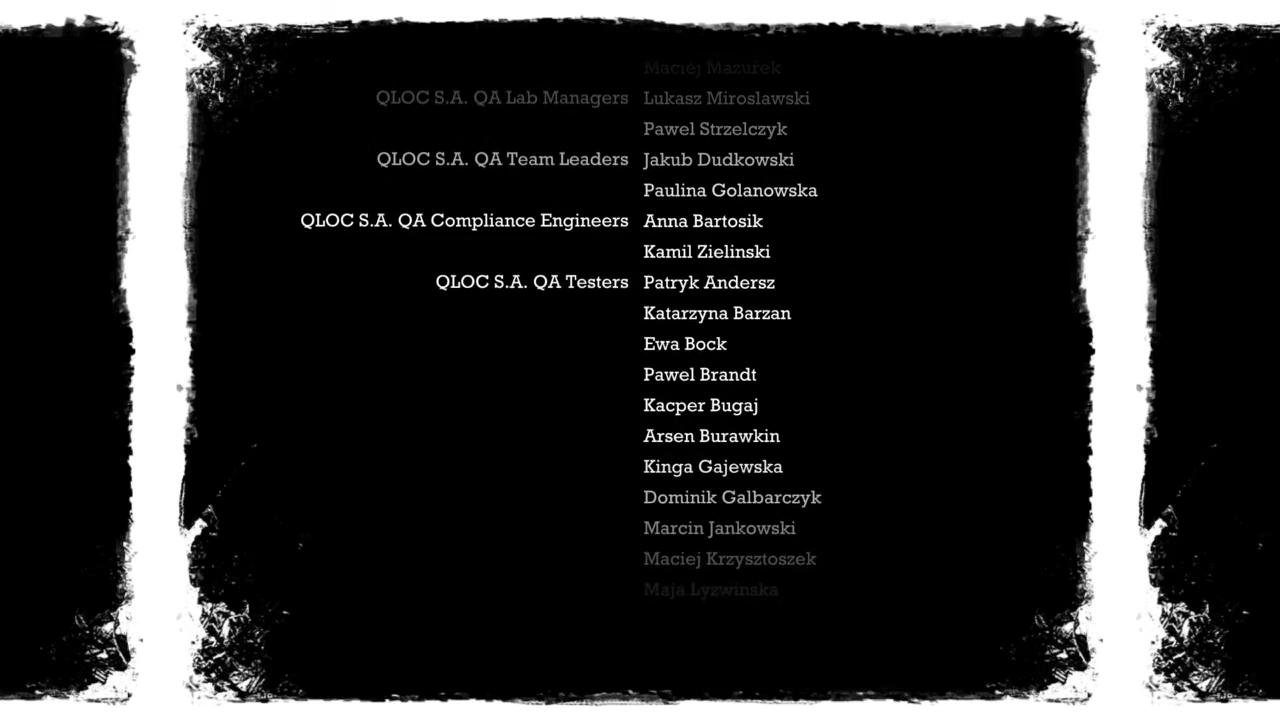 Maciej Mazurek
QLOC S.A. QA Lab Managers Lukasz Miroslawski
Pawel Strzelczyk
QLOC S.A. QA Team Leaders Jakub Dudkowski
Paulina Golanowska
QLOC S.A. QA Compliance Engineers Anna Bartosik
Kamil Zielinski
QLOC S.A. QA Testers Patryk Andersz
Katarzyna Barzan
Ewa Bock
Pawel Brandt
Kacper Bugaj
Arsen Burawkin
Kinga Gajewska
Dominik Galbarczyk
Marcin Jankowski
Maciej Krzysztoszek
Maja Lyzwinska